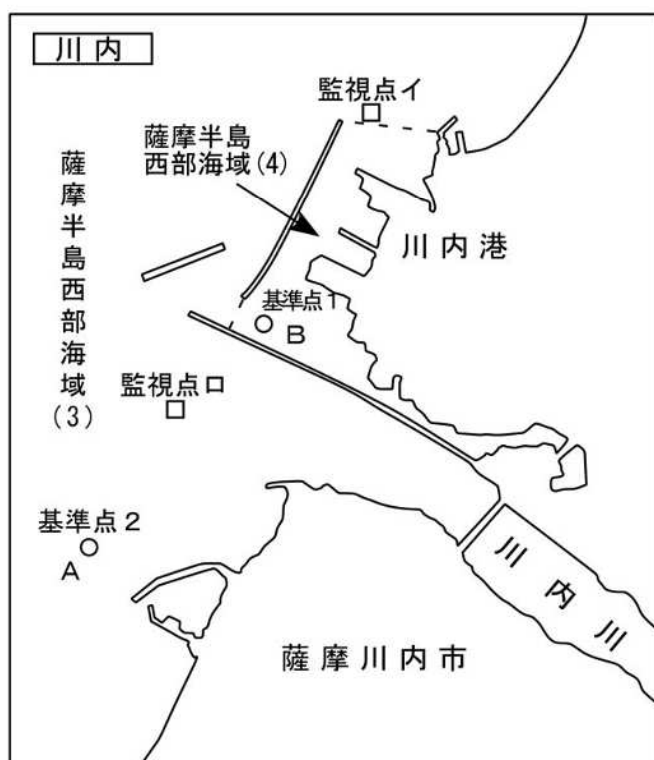 川内
監視点イ
薩摩半島
西部海域(4)
薩摩半島西部海域(3)
川内港
基準点1
B
監視点ロ
基準点2
A
川内川
薩摩川内市